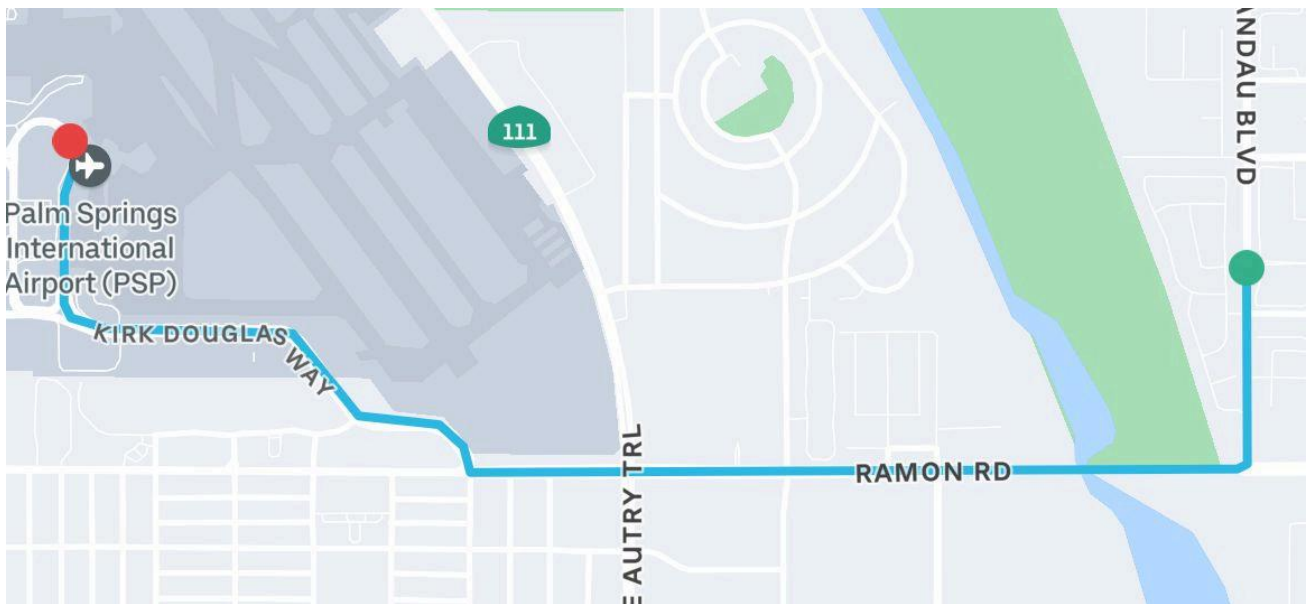 ANDAU BLVD
111
Palm Springs
International
Airport (PSP)
KIRK DOUGLAS
WAY
RAMON RD
E AUTRY TRL